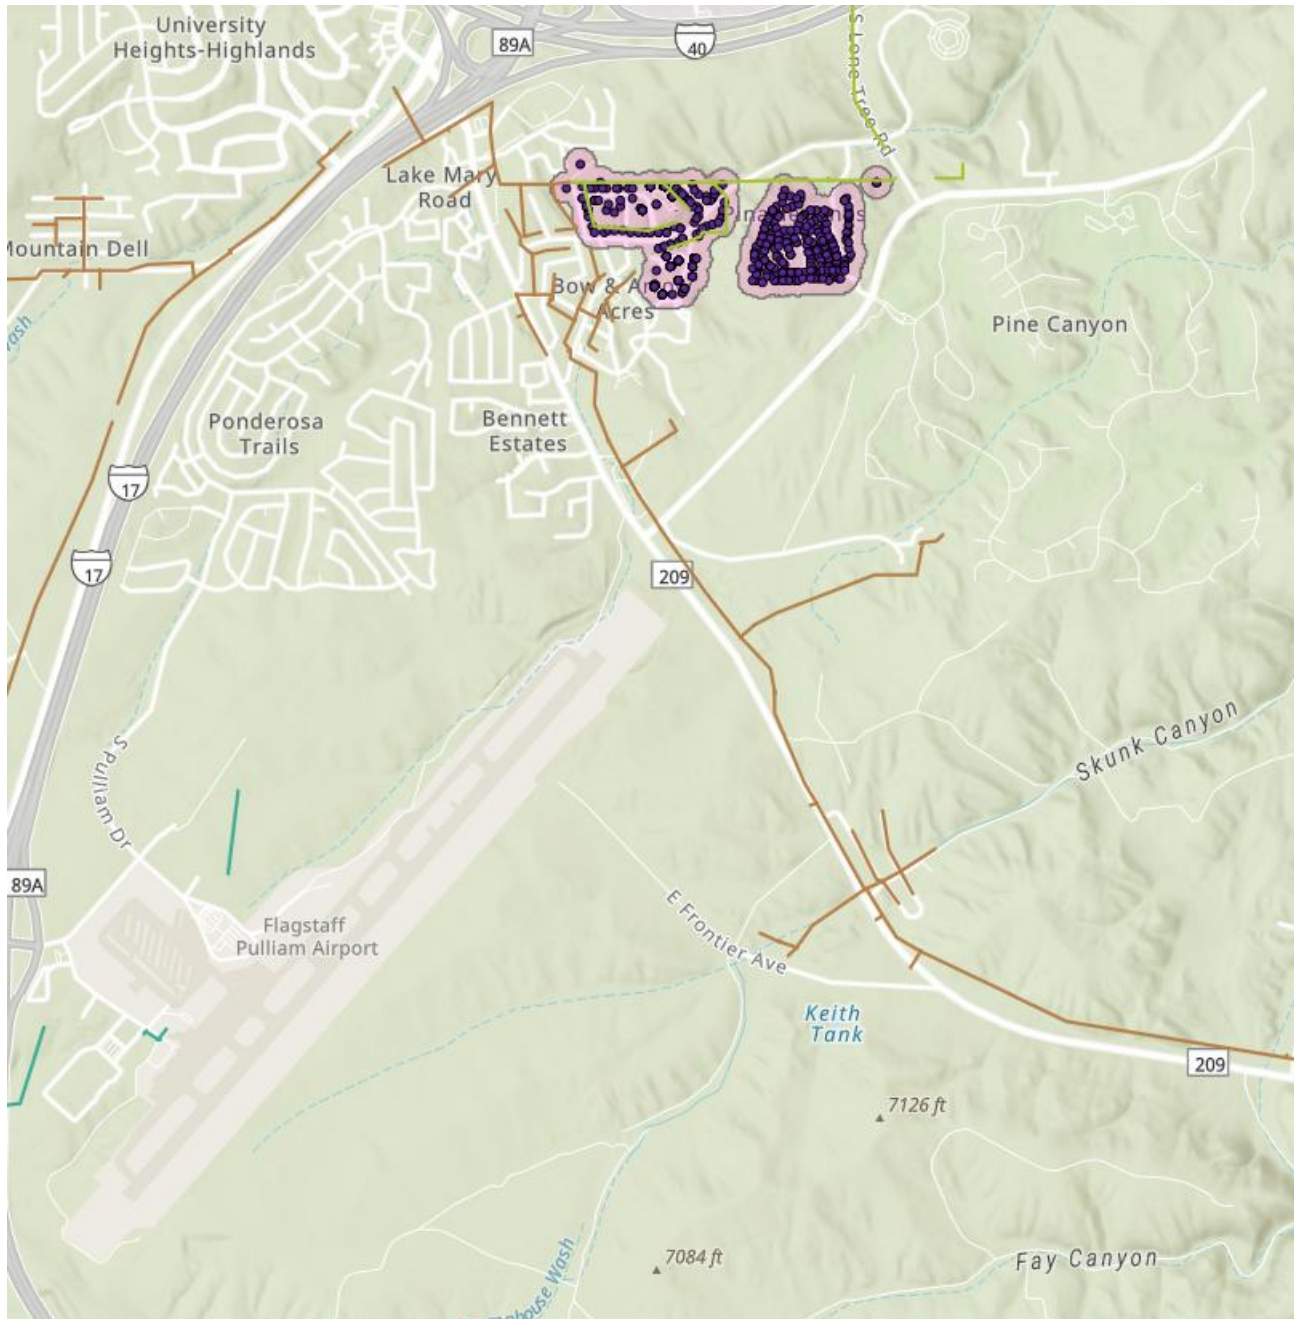 University
Heights-Highlands
89A
40
S Lone Tree Rd
Lake Mary
Road
Mountain Dell
Bow &
Acres
Pine Canyon
Ponderosa
Trails
Bennett
Estates
17
17
209
S Pulliam Dr
Skunk Canyon
89A
Flagstaff
Pulliam Airport
E Frontier Ave
Keith
Tank
209
7126 ft
7084 ft
Fay Canyon
Wash